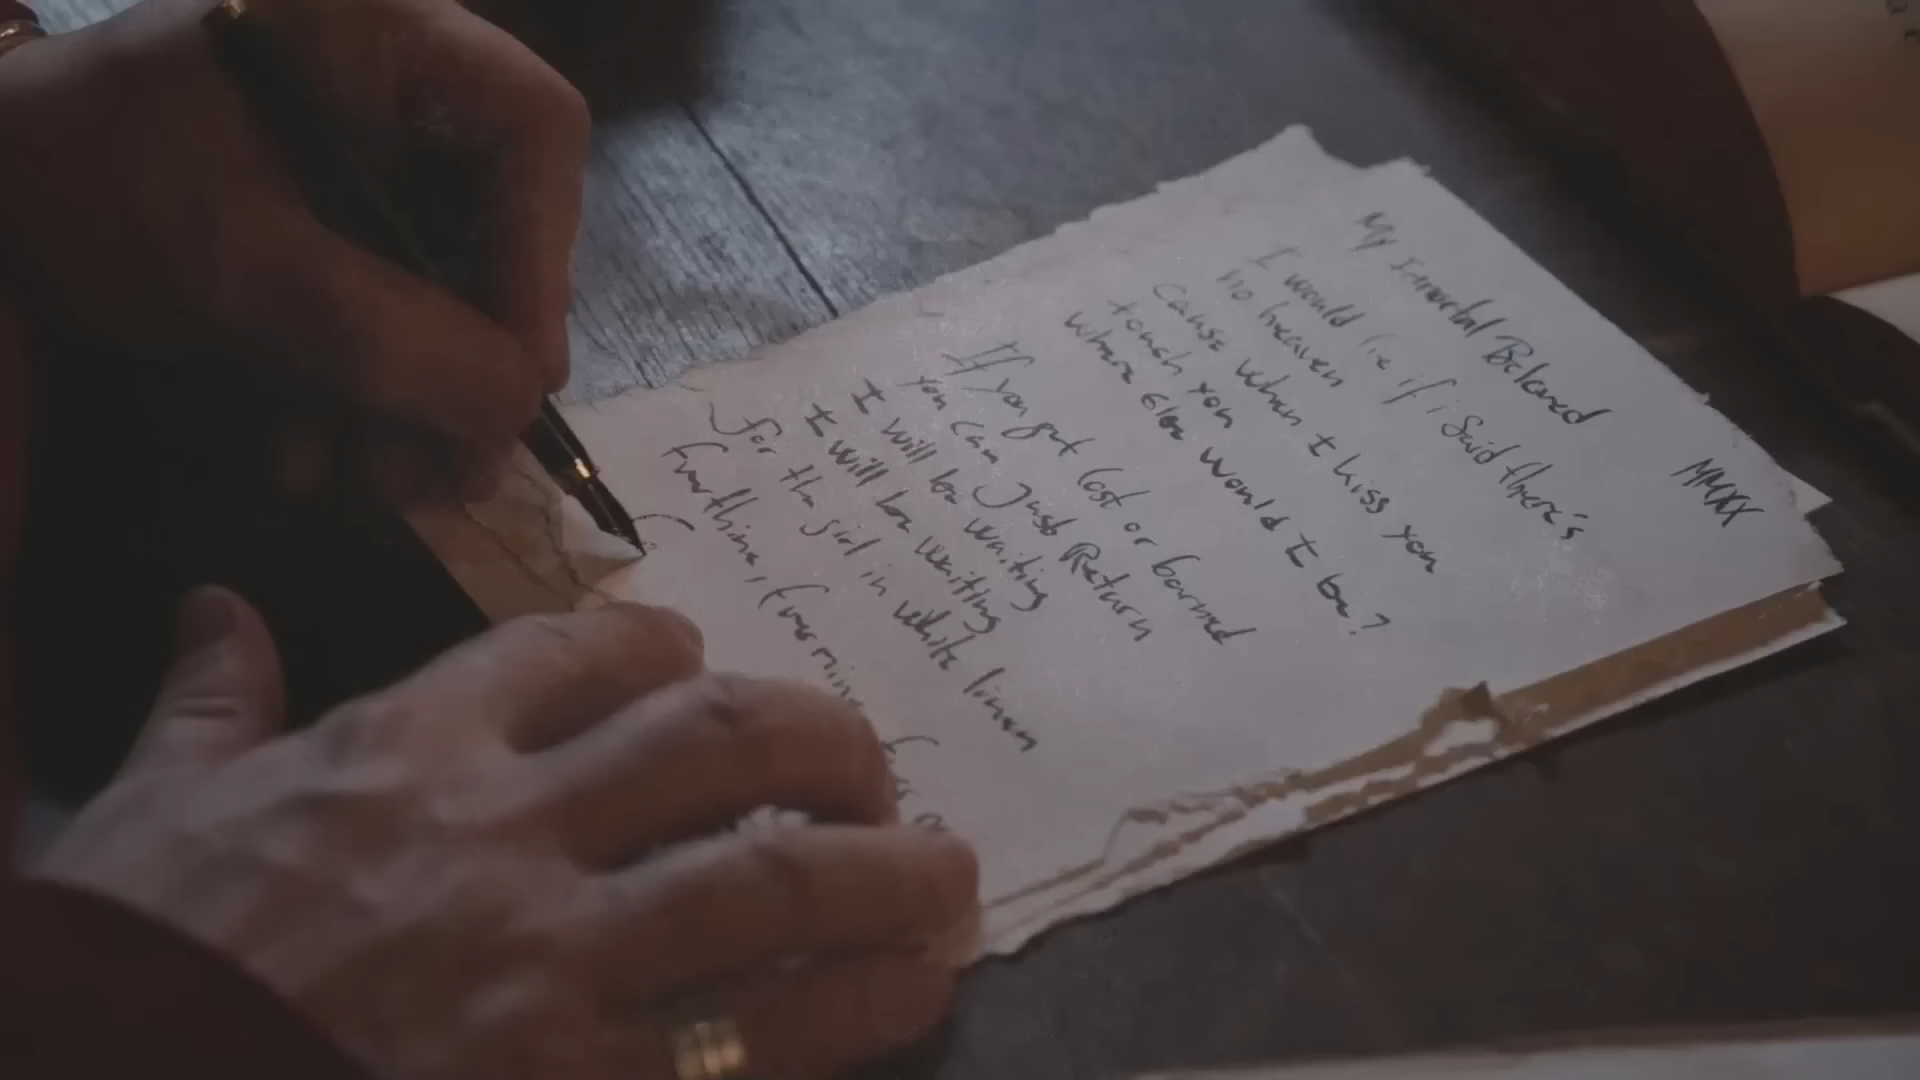 MMXX
My Immortal Beloved
I would lie if i Said there's
no heaven
cause when I kiss you
touch you
where else would I be?
If you get lost or
you can Just Return
I will be waiting
I will be waiting
for the girl in white linen